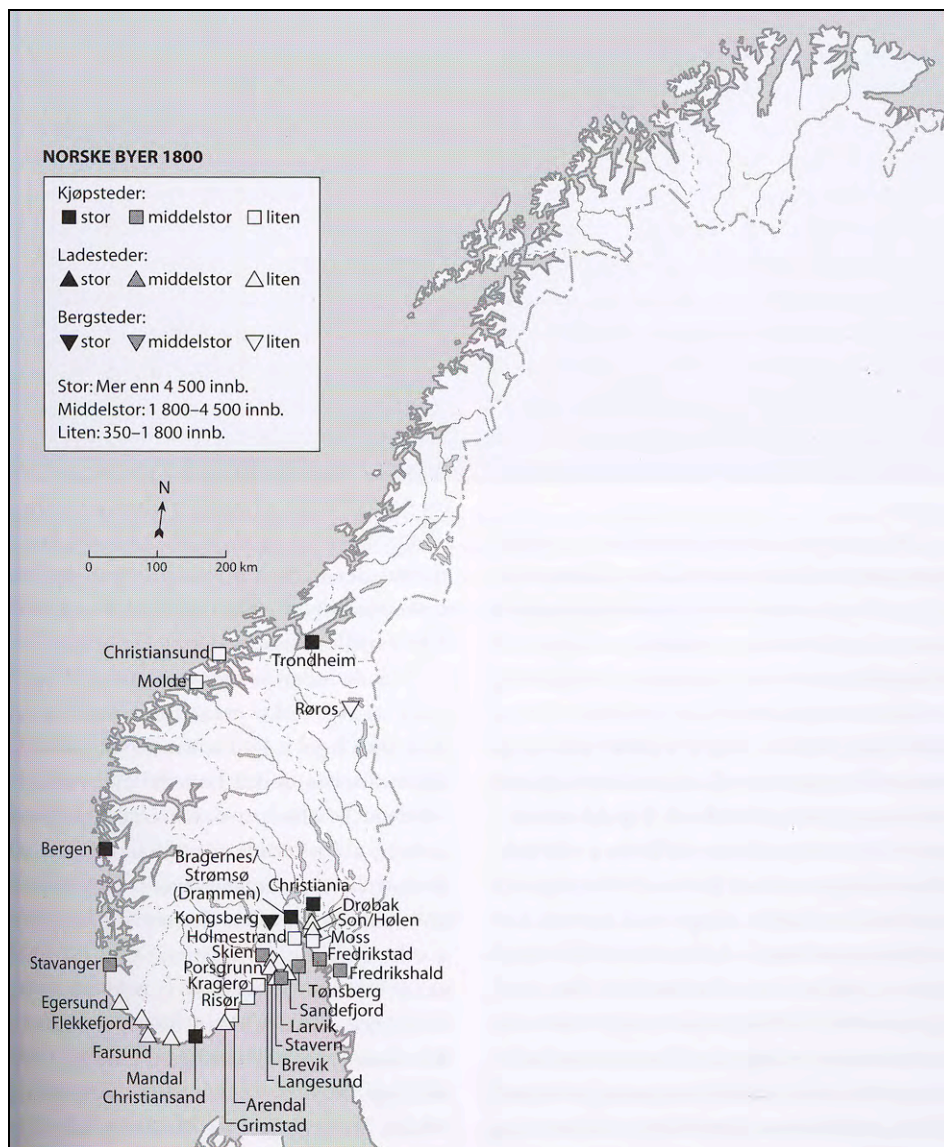 NORSKE BYER 1800
Kjøpsteder:
■ stor ■ middelstor □ liten
Ladesteder:
▲ stor ▲ middelstor △ liten
Bergsteder:
▼ stor ▼ middelstor ▽ liten
Stor: Mer enn 4 500 innb.
Middelstor: 1 800–4 500 innb.
Liten: 350–1 800 innb.
N
0 100 200 km
Christiansund
Trondheim
Molde
Røros
Bergen
Bragernes/
Strømsø
(Drammen)
Christiania
Drøbak
Kongsberg
Son/Hølen
Holmestrand
Moss
Skien
Fredrikstad
Stavanger
Porsgrunn
Fredrikshald
Kragerø
Tønsberg
Egersund
Risør
Sandefjord
Flekkefjord
Larvik
Stavern
Farsund
Brevik
Mandal
Langesund
Christiansand
Arendal
Grimstad